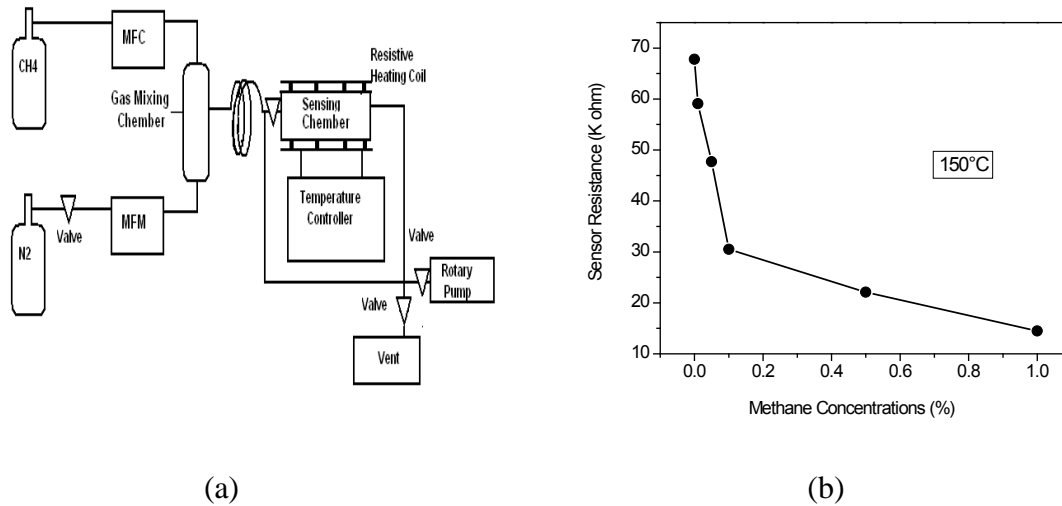 MFC
CH4
Resistive
Heating Coil
Gas Mixing
Chamber
Sensing
Chamber
Temperature
Controller
N2
Valve
MFM
Valve
Rotary
Pump
Valve
Vent
(a)
70
60
50
40
30
20
10
Sensor Resistance (K ohm)
150°C
0.0 0.2 0.4 0.6 0.8 1.0
Methane Concentrations (%)
(b)